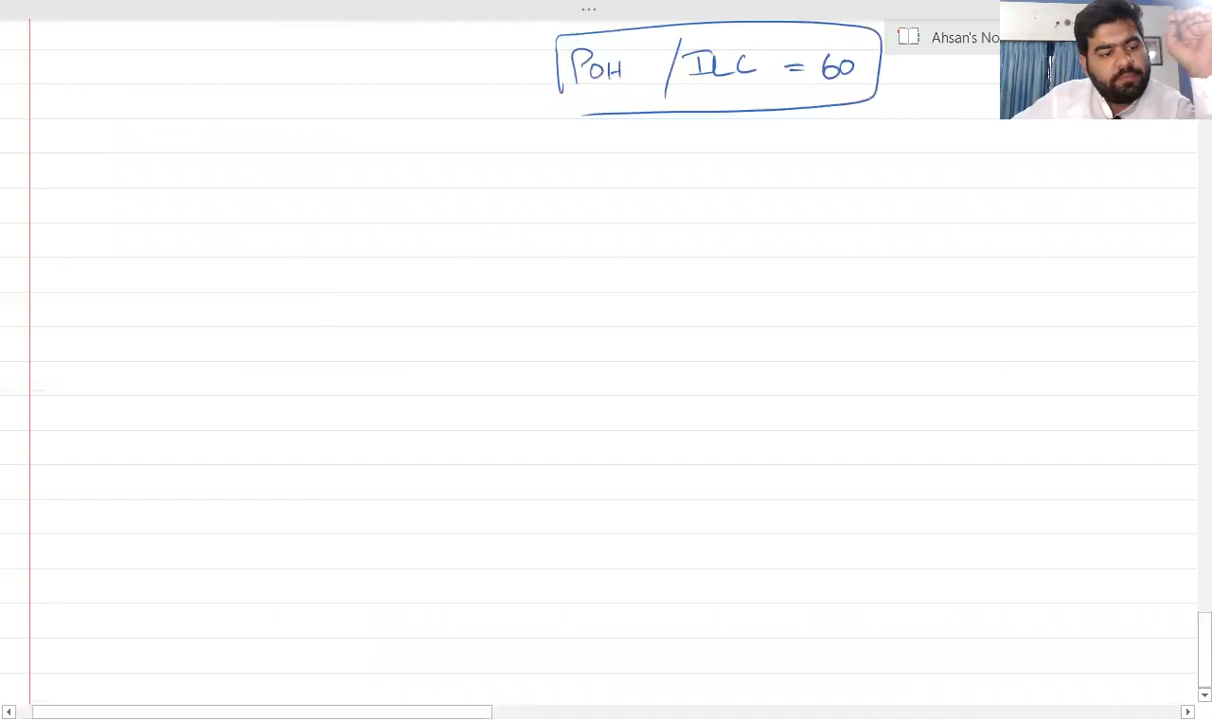 POH / ILC = 60
Ahsan's No